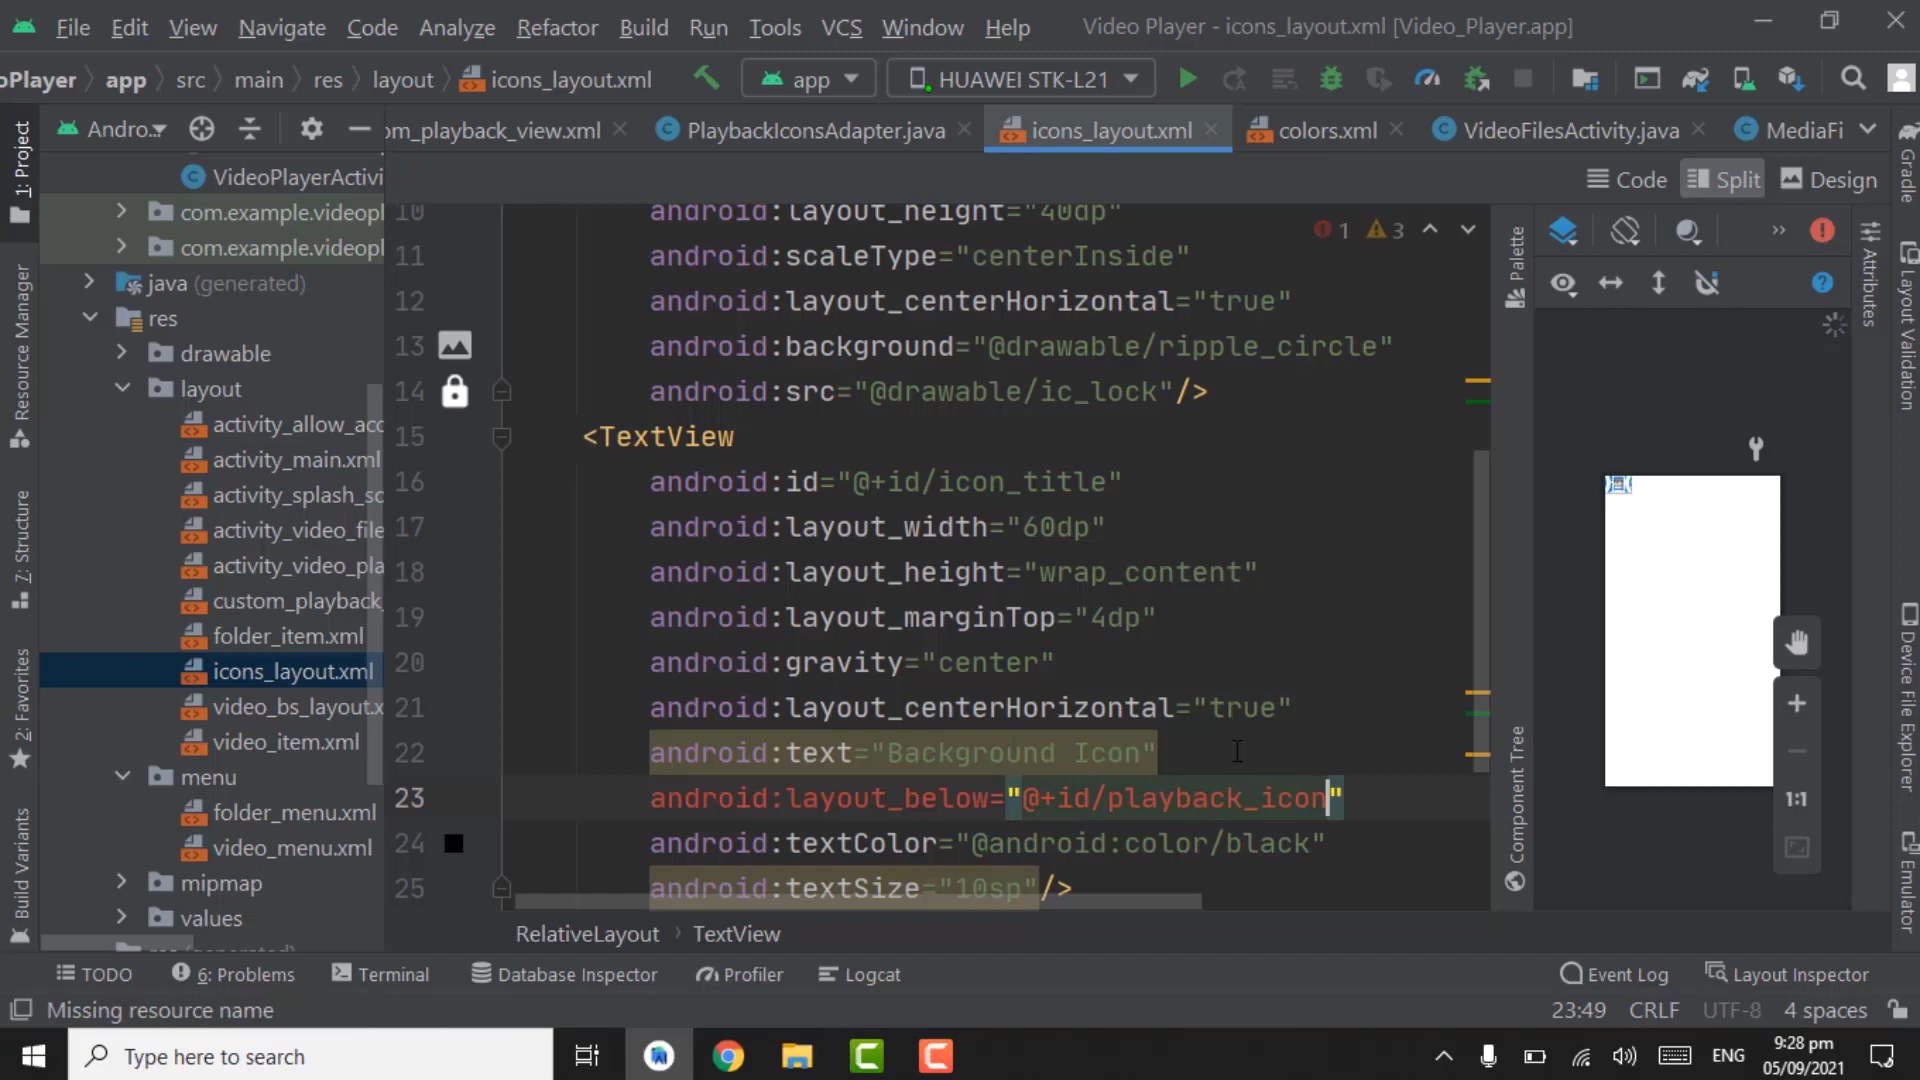 File Edit View Navigate Code Analyze Refactor Build Run Tools VCS Window Help Video Player - icons_layout.xml [Video_Player.app]
oPlayer app src main res layout icons_layout.xml app HUAWEI STK-L21
Andro... om_playback_view.xml PlaybackIconsAdapter.java icons_layout.xml colors.xml VideoFilesActivity.java MediaFi
Code Split Design
1: Project
Resource Manager
7: Structure
2: Favorites
Build Variants
VideoPlayerActivi
com.example.videopl
com.example.videopl
java (generated)
res
drawable
layout
activity_allow_acc
activity_main.xml
activity_splash_sc
activity_video_file
activity_video_pla
custom_playback_
folder_item.xml
icons_layout.xml
video_bs_layout.x
video_item.xml
menu
folder_menu.xml
video_menu.xml
mipmap
values
10 android:layout_height="40dp"
11 android:scaleType="centerInside"
12 android:layout_centerHorizontal="true"
13 android:background="@drawable/ripple_circle"
14 android:src="@drawable/ic_lock"/>
15 <TextView
16 android:id="@+id/icon_title"
17 android:layout_width="60dp"
18 android:layout_height="wrap_content"
19 android:layout_marginTop="4dp"
20 android:gravity="center"
21 android:layout_centerHorizontal="true"
22 android:text="Background Icon"
23 android:layout_below="@+id/playback_icon"
24 android:textColor="@android:color/black"
25 android:textSize="10sp"/>
1 3
RelativeLayout TextView
Palette
Component Tree
1:1
Attributes
Gradle
Layout Validation
Device File Explorer
Emulator
TODO 6: Problems Terminal Database Inspector Profiler Logcat Event Log Layout Inspector
Missing resource name 23:49 CRLF UTF-8 4 spaces
Type here to search ENG 9:28 pm
05/09/2021